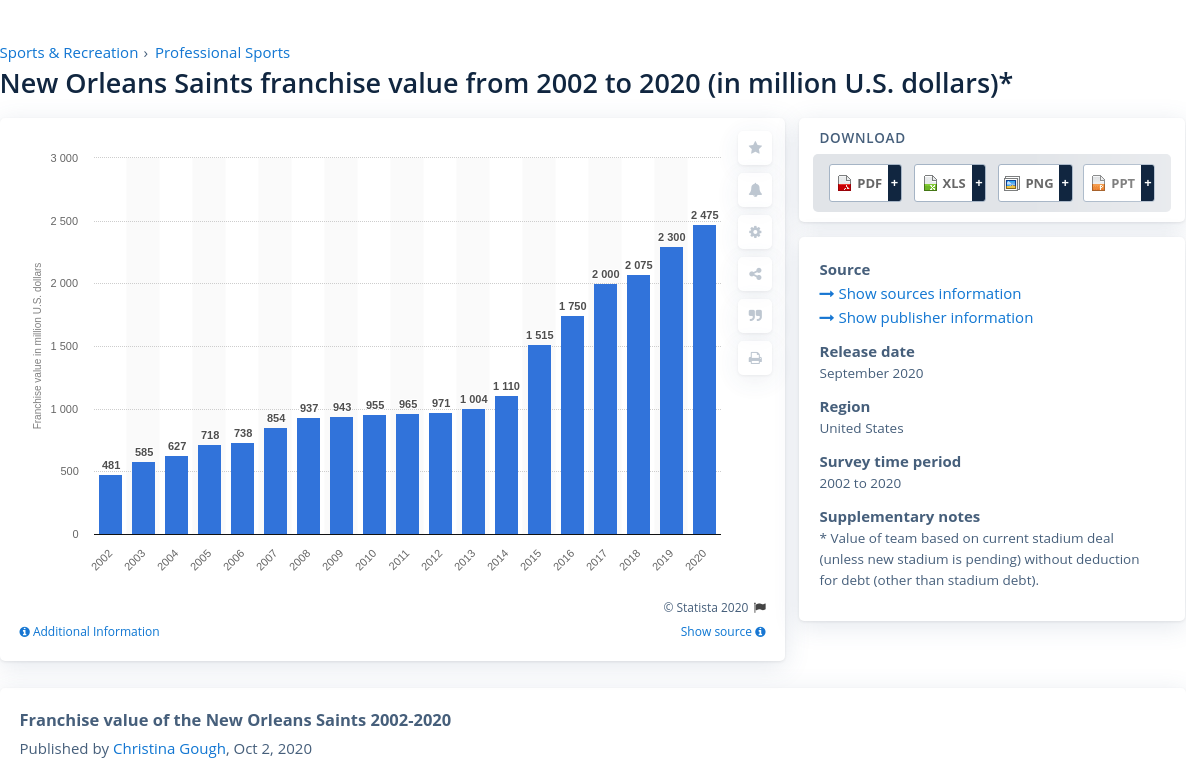 Sports & Recreation › Professional Sports
New Orleans Saints franchise value from 2002 to 2020 (in million U.S. dollars)*
3 000
2 500
2 000
1 500
1 000
500
0
Franchise value in million U.S. dollars
481
585
627
718
738
854
937
943
955
965
971
1 004
1 110
1 515
1 750
2 000
2 075
2 300
2 475
2002
2003
2004
2005
2006
2007
2008
2009
2010
2011
2012
2013
2014
2015
2016
2017
2018
2019
2020
© Statista 2020
Additional Information
Show source
DOWNLOAD
PDF + XLS + PNG + PPT +
Source
Show sources information
Show publisher information
Release date
September 2020
Region
United States
Survey time period
2002 to 2020
Supplementary notes
* Value of team based on current stadium deal
(unless new stadium is pending) without deduction
for debt (other than stadium debt).
Franchise value of the New Orleans Saints 2002-2020
Published by Christina Gough, Oct 2, 2020